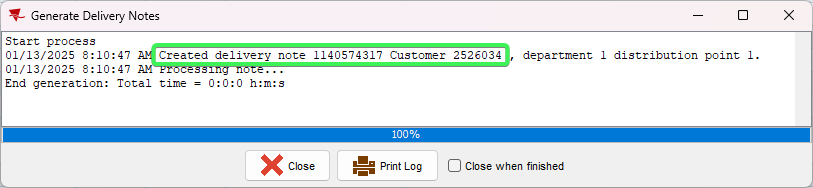 Generate Delivery Notes
Start process
01/13/2025 8:10:47 AM Created delivery note 1140574317 Customer 2526034 , department 1 distribution point 1.
01/13/2025 8:10:47 AM Processing note...
End generation: Total time = 0:0:0 h:m:s
100%
Close Print Log Close when finished